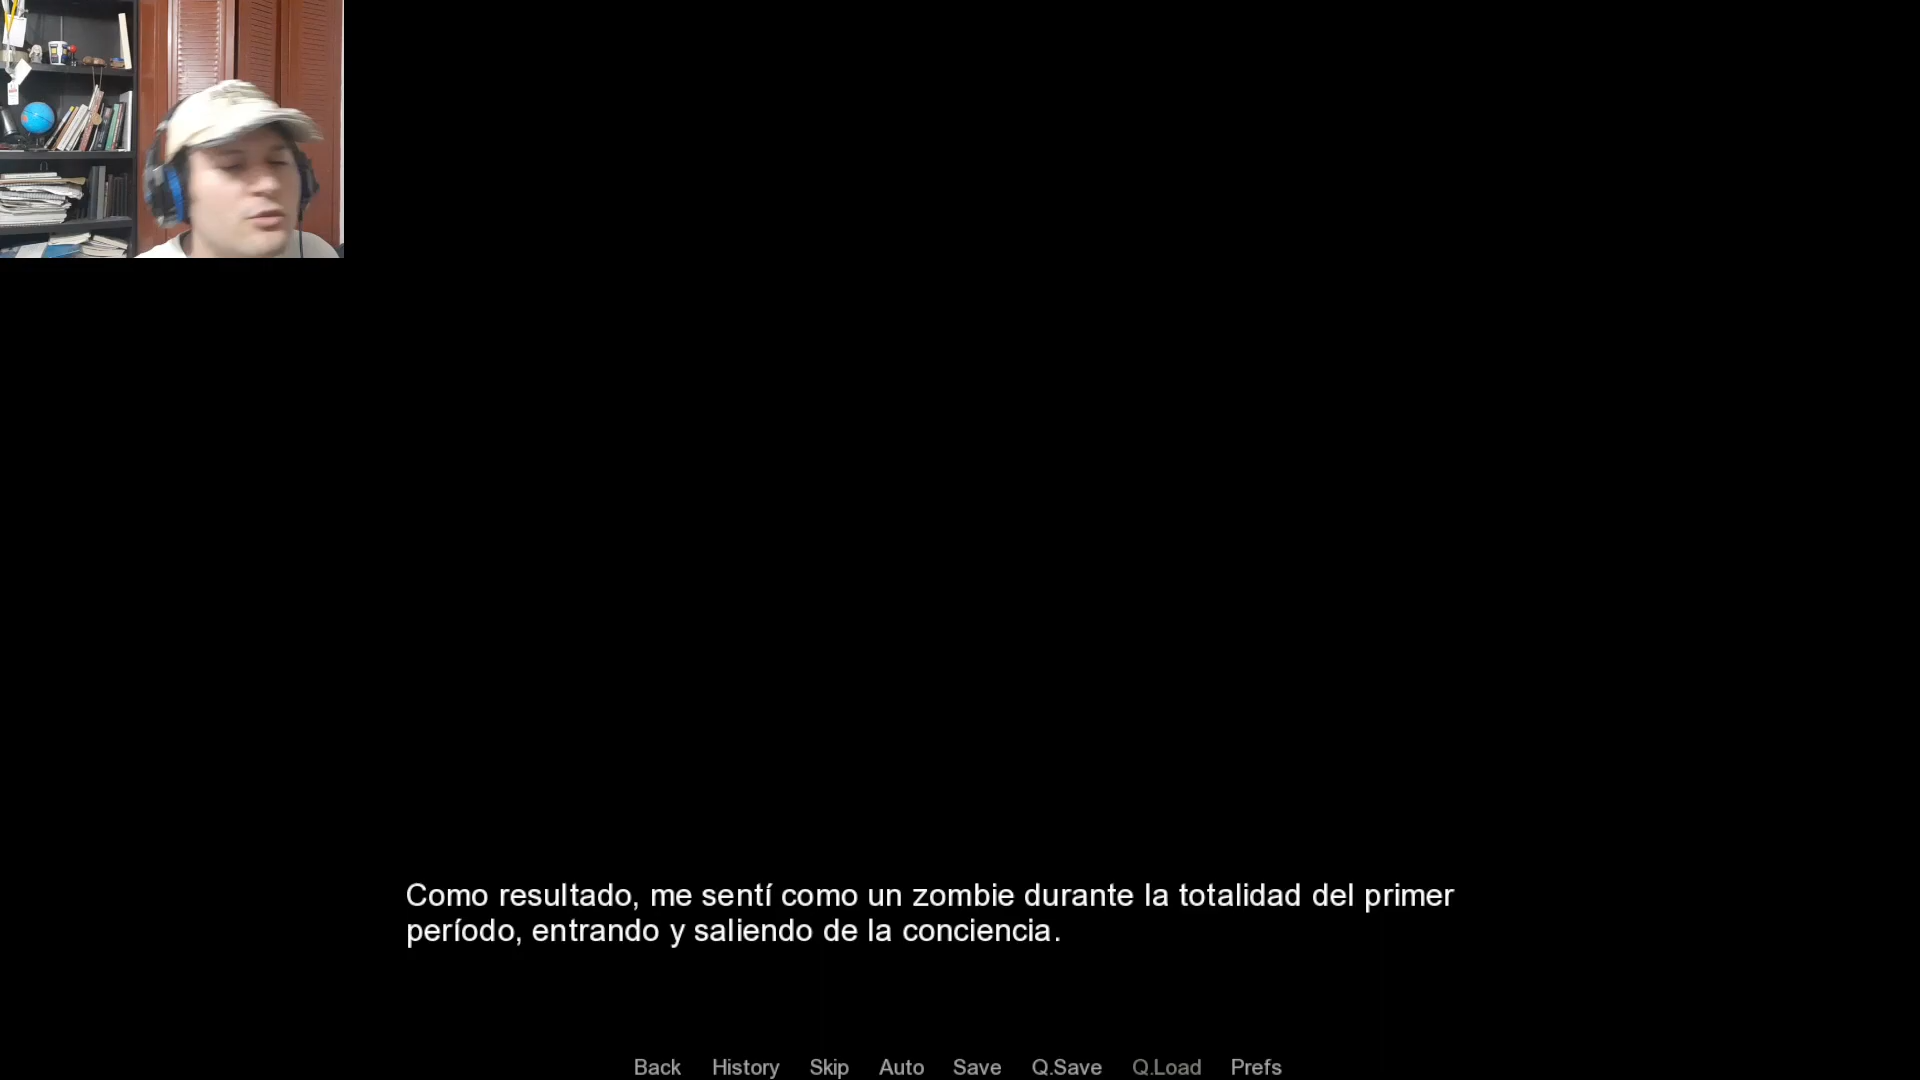 Como resultado, me sentí como un zombie durante la totalidad del primer
período, entrando y saliendo de la conciencia.
Back History Skip Auto Save Q.Save Q.Load Prefs